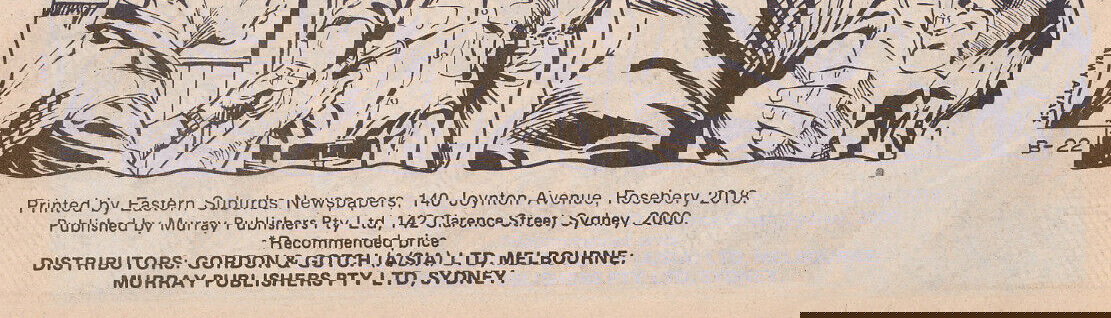 B-22
Printed by Eastern Suburbs Newspapers, 140 Joynton Avenue, Rosebery 2018.
Published by Murray Publishers Pty Ltd, 142 Clarence Street, Sydney, 2000.
"Recommended price"
DISTRIBUTORS: GORDON & GOTCH (A/SIA) LTD, MELBOURNE;
MURRAY PUBLISHERS PTY LTD, SYDNEY.